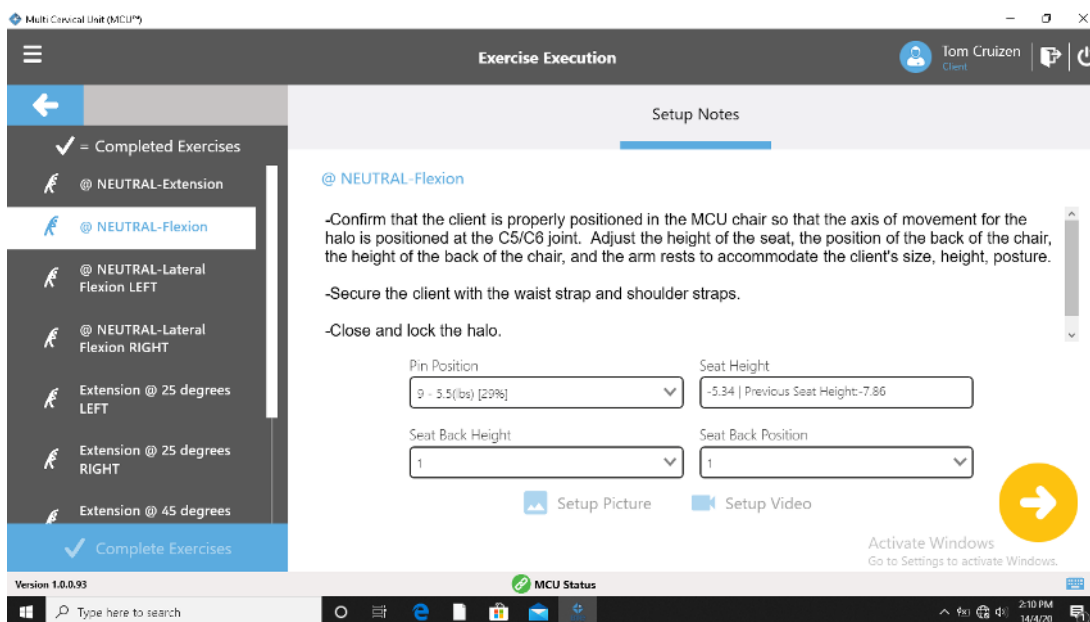 Multi Cervical Unit (MCU™)
Exercise Execution
Tom Cruizen
Client
✓ = Completed Exercises
@ NEUTRAL-Extension
@ NEUTRAL-Flexion
@ NEUTRAL-Lateral
Flexion LEFT
@ NEUTRAL-Lateral
Flexion RIGHT
Extension @ 25 degrees
LEFT
Extension @ 25 degrees
RIGHT
Extension @ 45 degrees
Complete Exercises
Setup Notes
@ NEUTRAL-Flexion
-Confirm that the client is properly positioned in the MCU chair so that the axis of movement for the
halo is positioned at the C5/C6 joint. Adjust the height of the seat, the position of the back of the chair,
the height of the back of the chair, and the arm rests to accommodate the client's size, height, posture.
-Secure the client with the waist strap and shoulder straps.
-Close and lock the halo.
Pin Position
9 - 5.5(lbs) [29%]
Seat Height
-5.34 | Previous Seat Height:-7.86
Seat Back Height
1
Seat Back Position
1
Setup Picture
Setup Video
Activate Windows
Go to Settings to activate Windows.
Version 1.0.0.93
MCU Status
Type here to search
2:10 PM
14/4/20